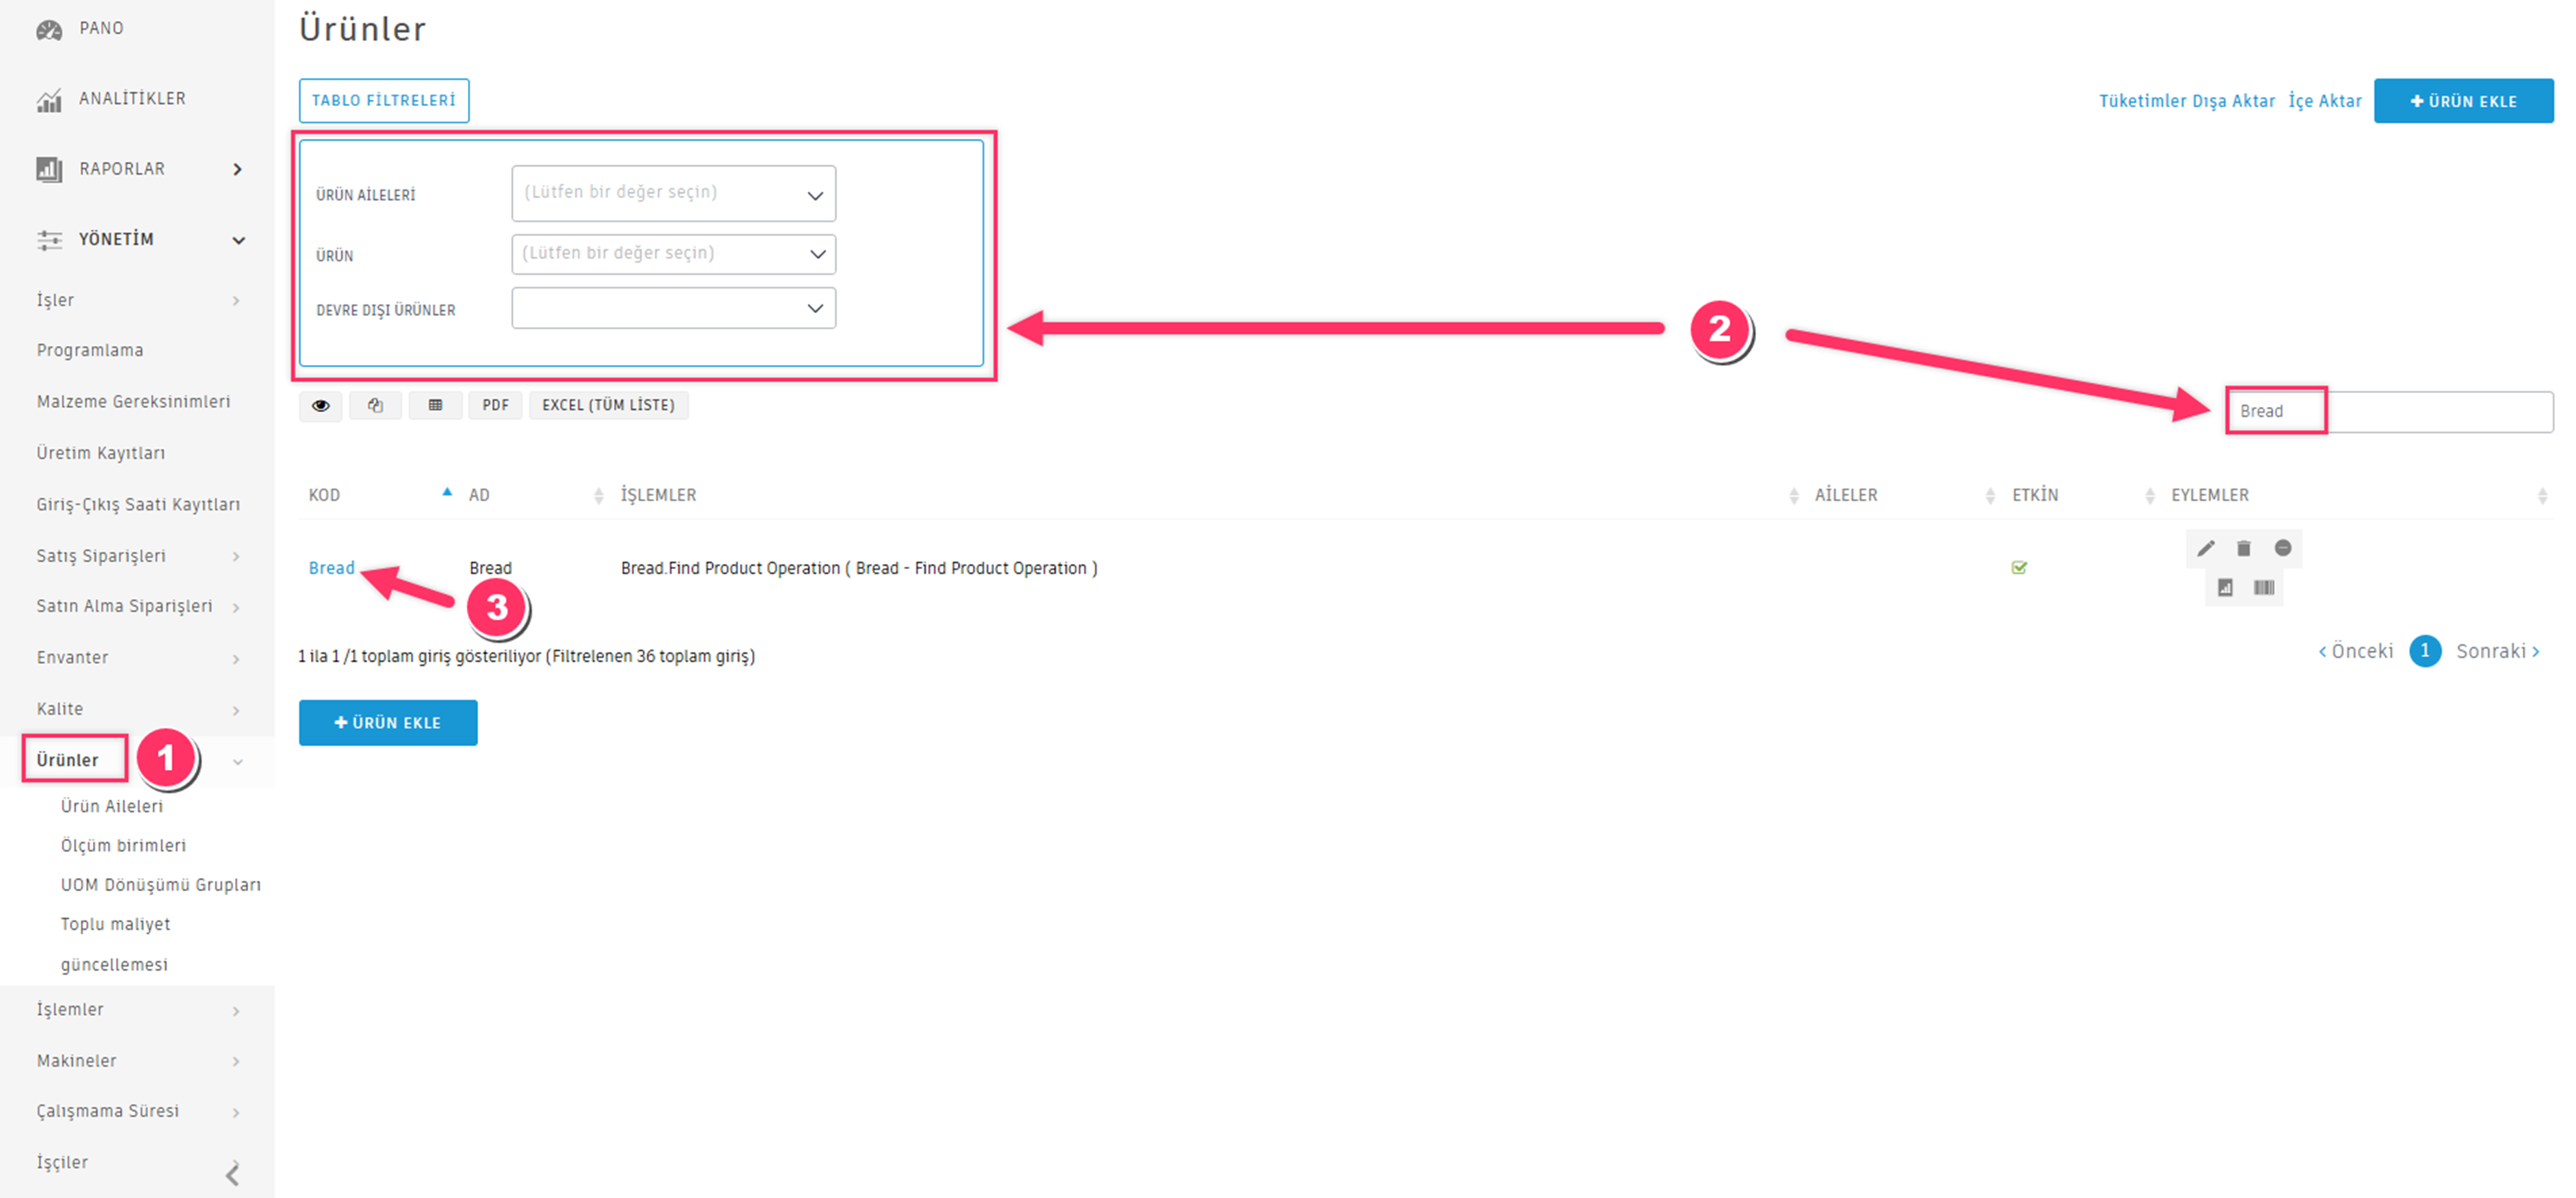 PANO
ANALİTİKLER
RAPORLAR
YÖNETİM
İşler
Programlama
Malzeme Gereksinimleri
Üretim Kayıtları
Giriş-Çıkış Saati Kayıtları
Satış Siparişleri
Satın Alma Siparişleri
Envanter
Kalite
Ürünler
1
Ürün Aileleri
Ölçüm birimleri
UOM Dönüşümü Grupları
Toplu maliyet
güncellemesi
İşlemler
Makineler
Çalışmama Süresi
İşçiler
Ürünler
TABLO FİLTRELERİ
Tüketimler Dışa Aktar İçe Aktar
ÜRÜN EKLE
ÜRÜN AİLELERİ (Lütfen bir değer seçin)
ÜRÜN (Lütfen bir değer seçin)
DEVRE DIŞI ÜRÜNLER
2
PDF EXCEL (TÜM LİSTE)
Bread
KOD AD İŞLEMLER AİLELER ETKİN EYLEMLER
Bread Bread Bread.Find Product Operation ( Bread - Find Product Operation )
3
1 ila 1 /1 toplam giriş gösteriliyor (Filtrelenen 36 toplam giriş)
Önceki 1 Sonraki
ÜRÜN EKLE